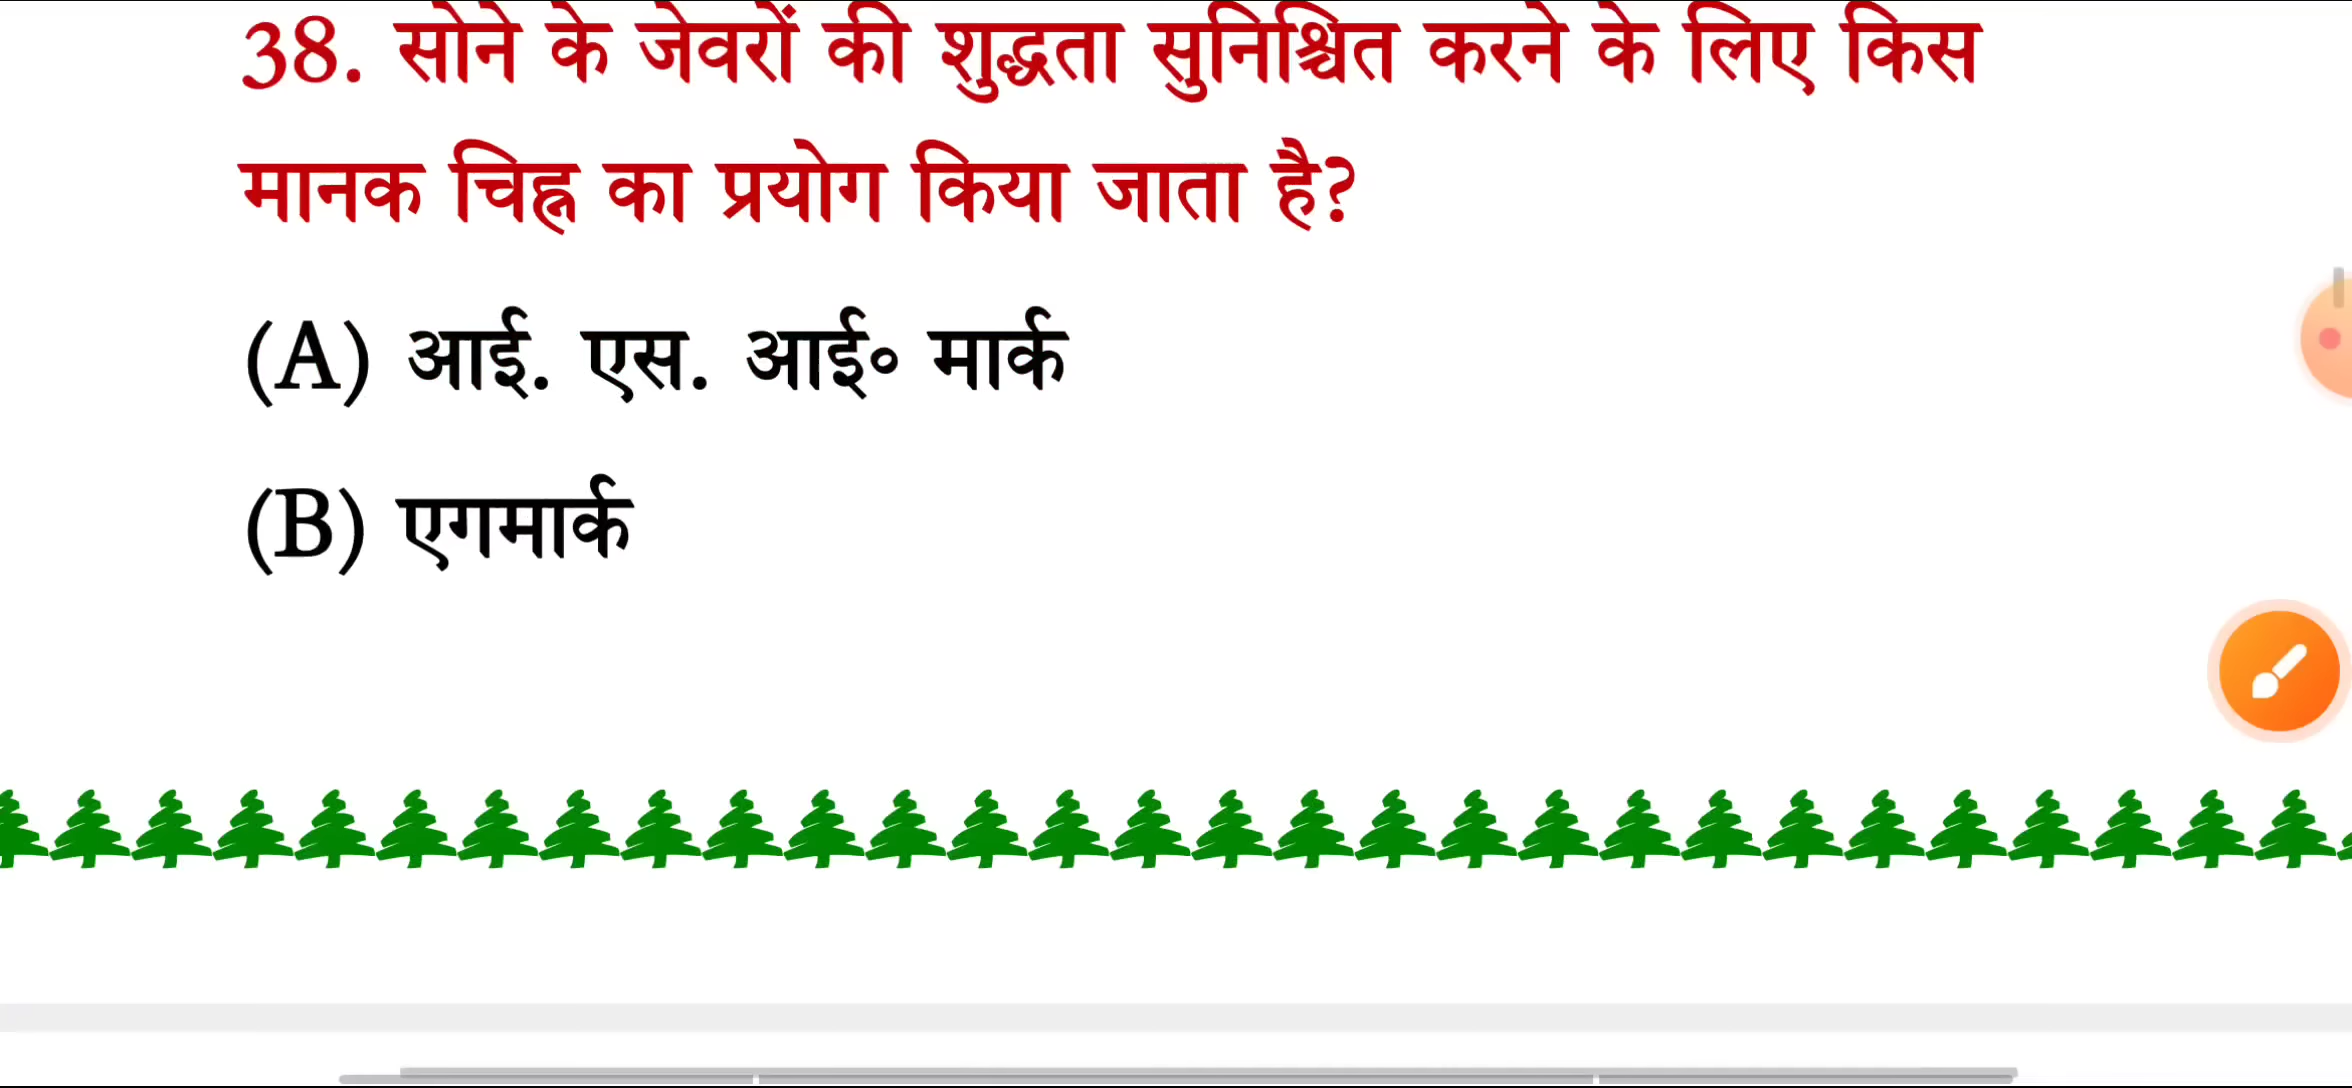 38. सोने के जेवरों की शुद्धता सुनिश्चित करने के लिए किस
मानक चिह्न का प्रयोग किया जाता है?
(A) आई. एस. आई० मार्क
(B) एगमार्क